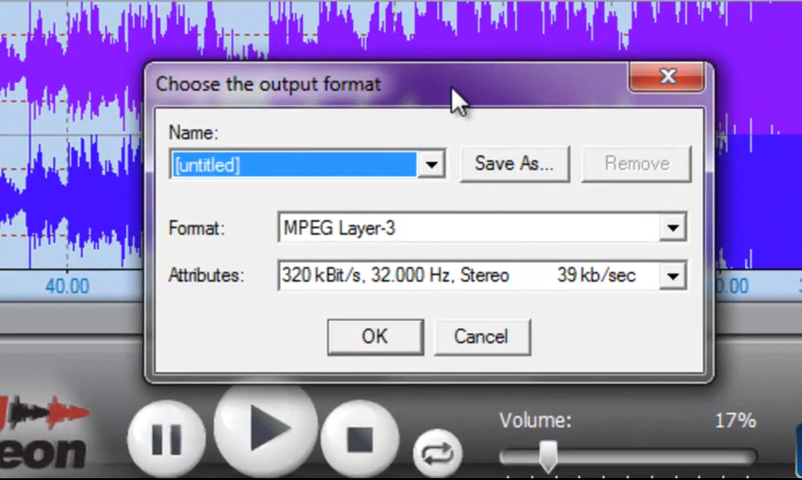 Choose the output format
Name:
[untitled]
Save As...
Remove
Format:
MPEG Layer-3
Attributes:
320 kBit/s, 32.000 Hz, Stereo 39 kb/sec
40.00
OK
Cancel
eon
Volume:
17%